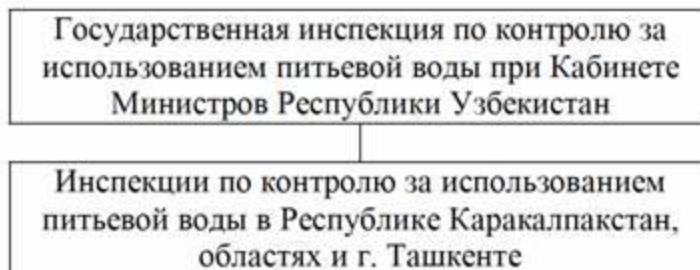 Государственная инспекция по контролю за
использованием питьевой воды при Кабинете
Министров Республики Узбекистан
Инспекции по контролю за использованием
питьевой воды в Республике Каракалпакстан,
областях и г. Ташкенте